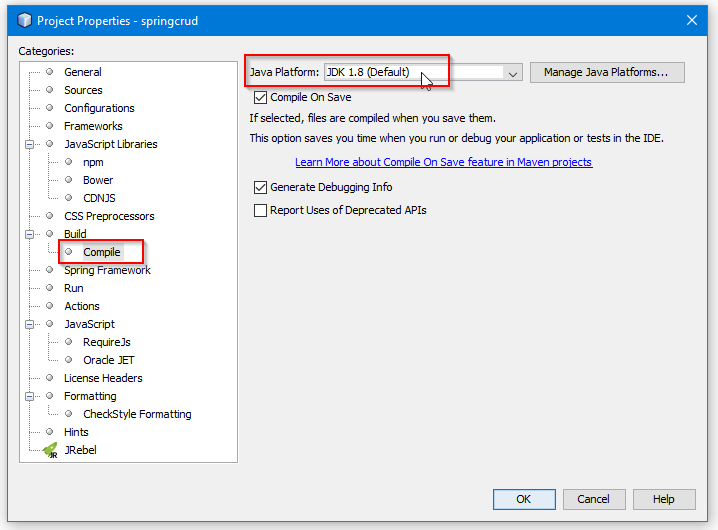 Project Properties - springcrud
Categories:
General
Sources
Configurations
Frameworks
JavaScript Libraries
npm
Bower
CDNJS
CSS Preprocessors
Build
Compile
Spring Framework
Run
Actions
JavaScript
RequireJs
Oracle JET
License Headers
Formatting
CheckStyle Formatting
Hints
JR
JRebel
Java Platform: JDK 1.8 (Default) Manage Java Platforms...
Compile On Save
If selected, files are compiled when you save them.
This option saves you time when you run or debug your application or tests in the IDE.
Learn More about Compile On Save feature in Maven projects
Generate Debugging Info
Report Uses of Deprecated APIs
OK Cancel Help